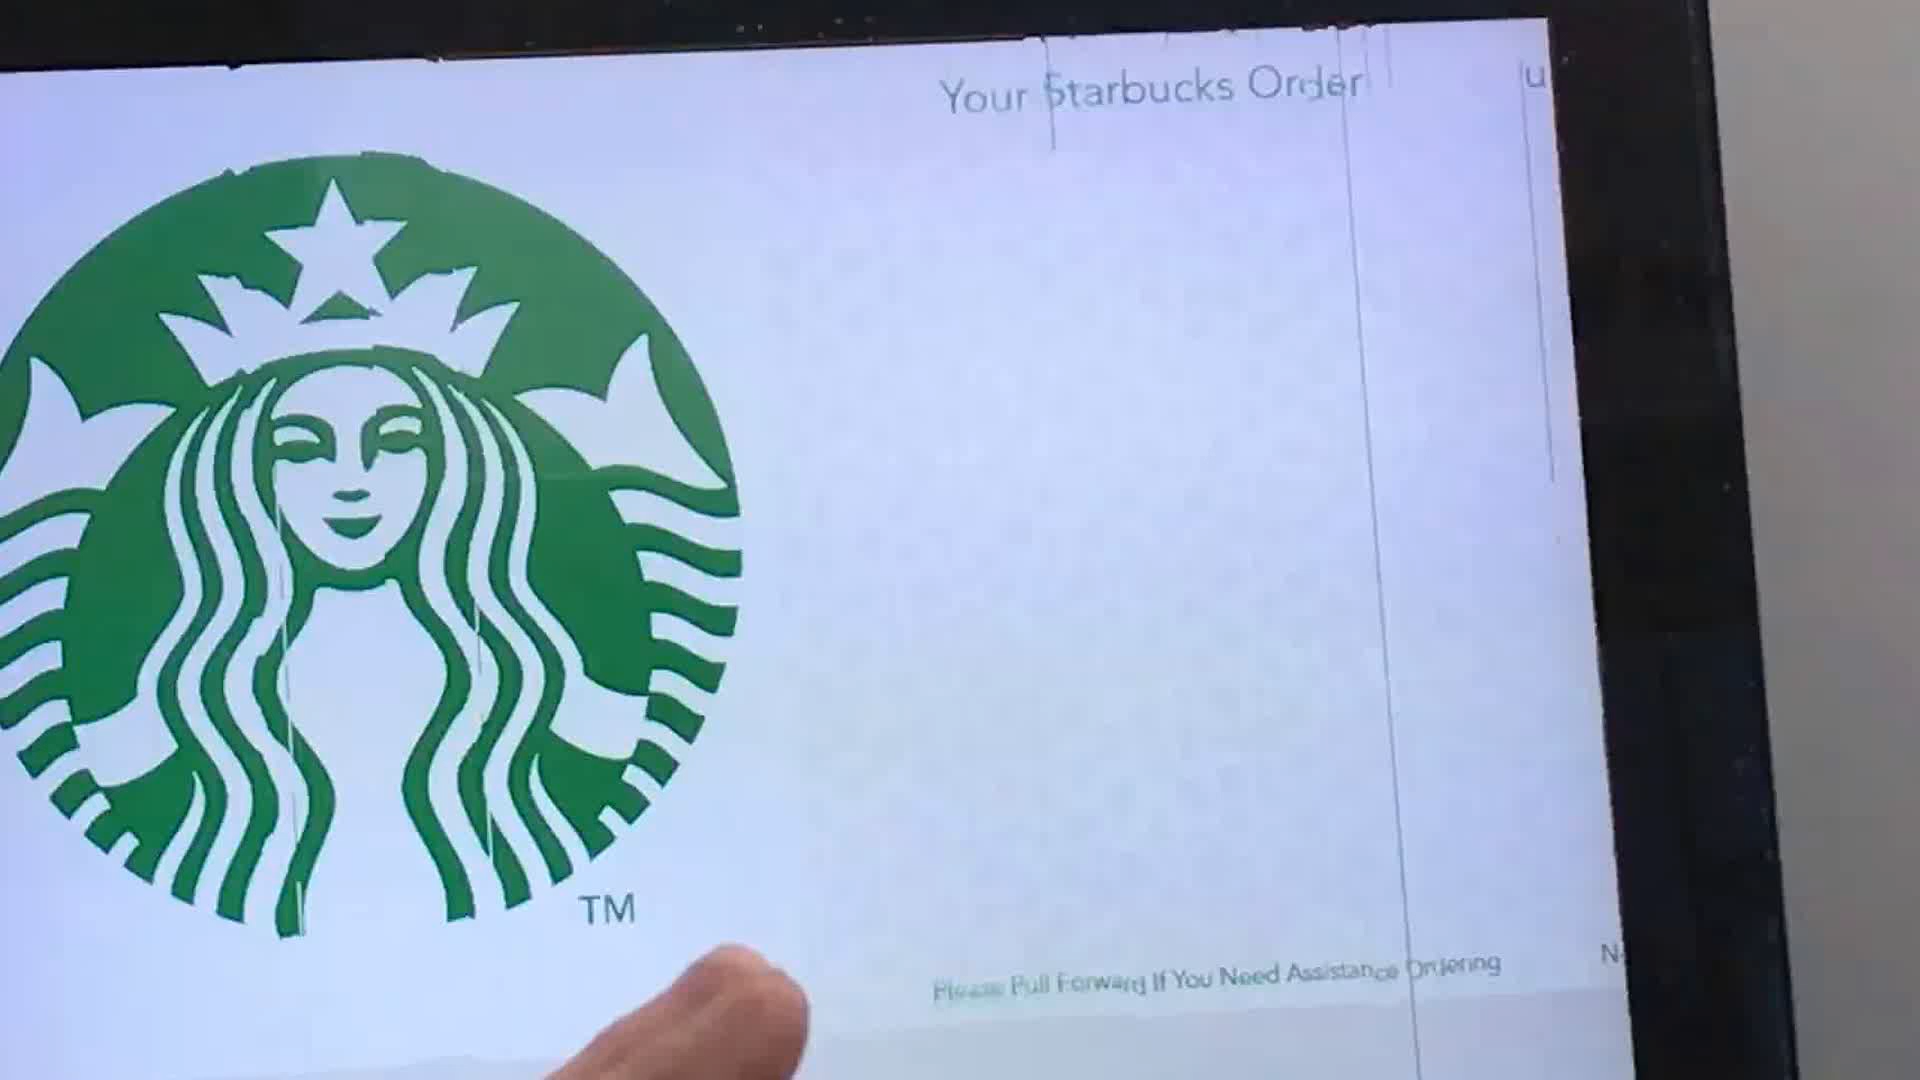 Your Starbucks Order
TM
Please Pull Forward If You Need Assistance Ordering